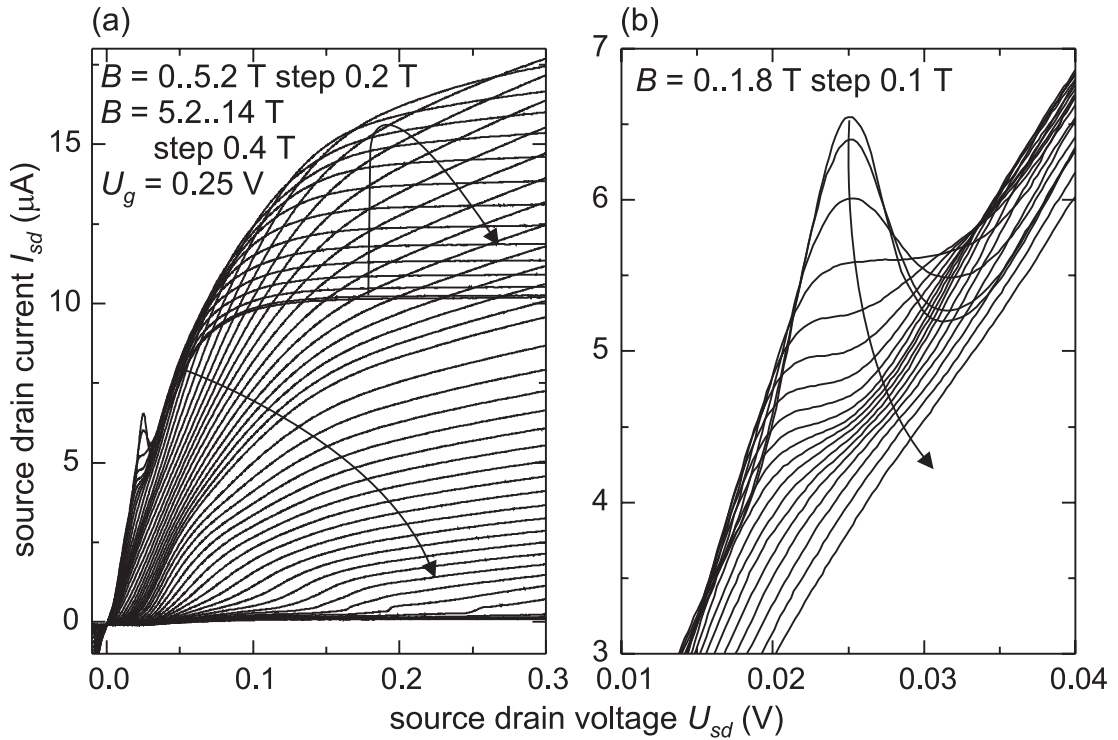 (a)
B = 0..5.2 T step 0.2 T
B = 5.2..14 T
step 0.4 T
U_g = 0.25 V
15
10
5
0
0.0 0.1 0.2 0.3
source drain current I_sd (µA)
(b)
B = 0..1.8 T step 0.1 T
7
6
5
4
3
0.01 0.02 0.03 0.04
source drain voltage U_sd (V)